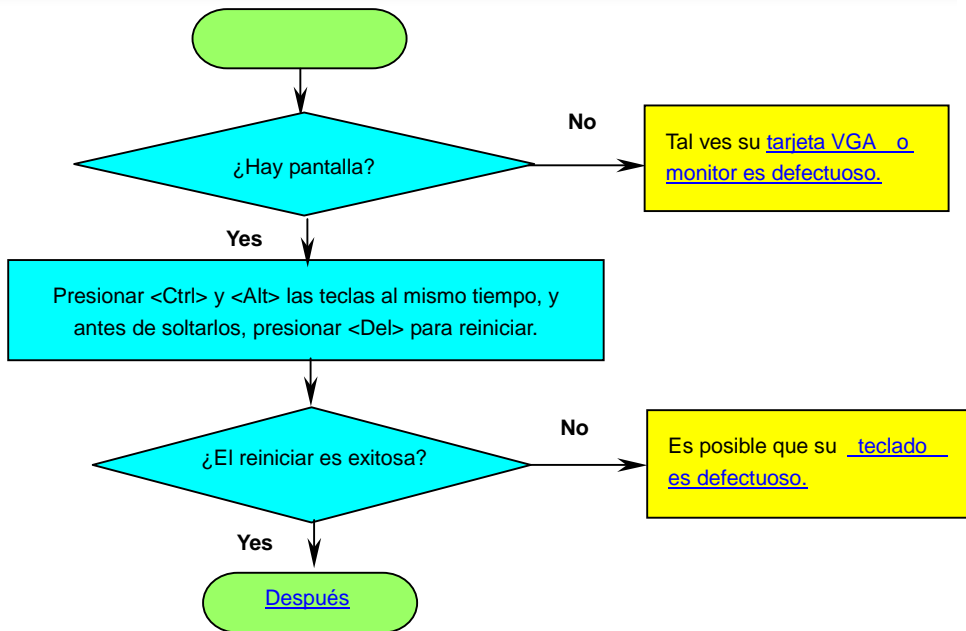 ¿Hay pantalla?
No
Tal ves su tarjeta VGA o
monitor es defectuoso.
Yes
Presionar <Ctrl> y <Alt> las teclas al mismo tiempo, y
antes de soltarlos, presionar <Del> para reiniciar.
¿El reiniciar es exitosa?
No
Es posible que su teclado
es defectuoso.
Yes
Después